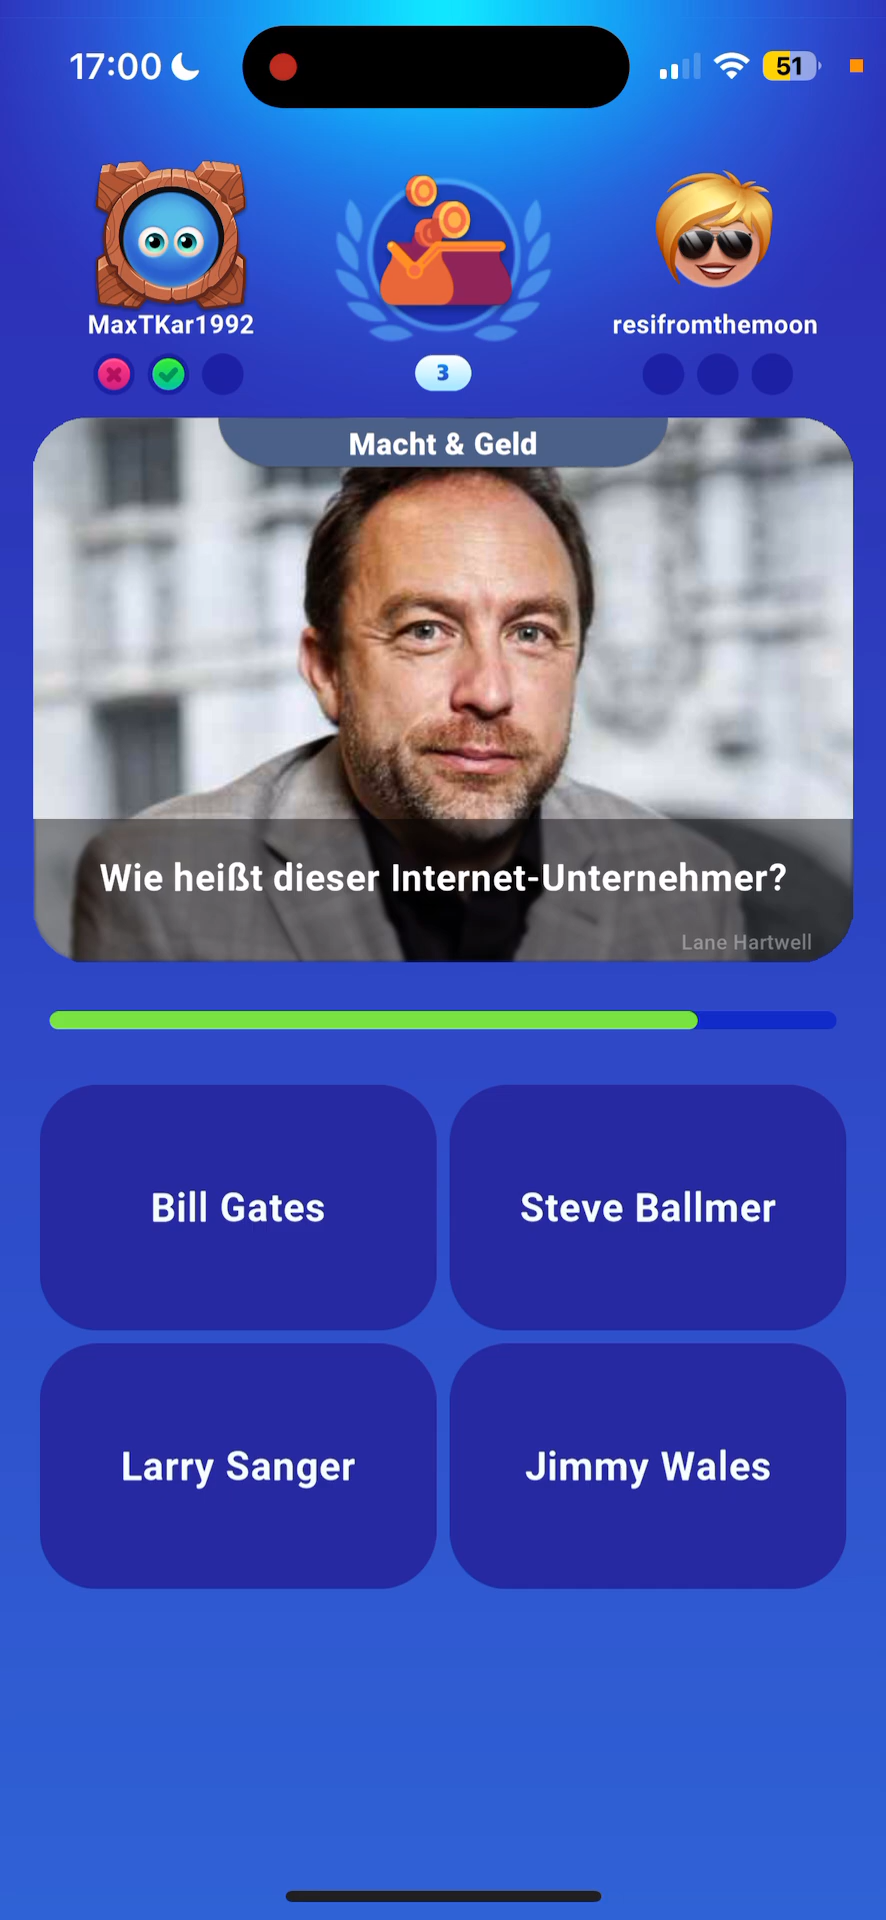 17:00
51
MaxTKar1992
resifromthemoon
3
Macht & Geld
Wie heißt dieser Internet-Unternehmer?
Lane Hartwell
Bill Gates
Steve Ballmer
Larry Sanger
Jimmy Wales